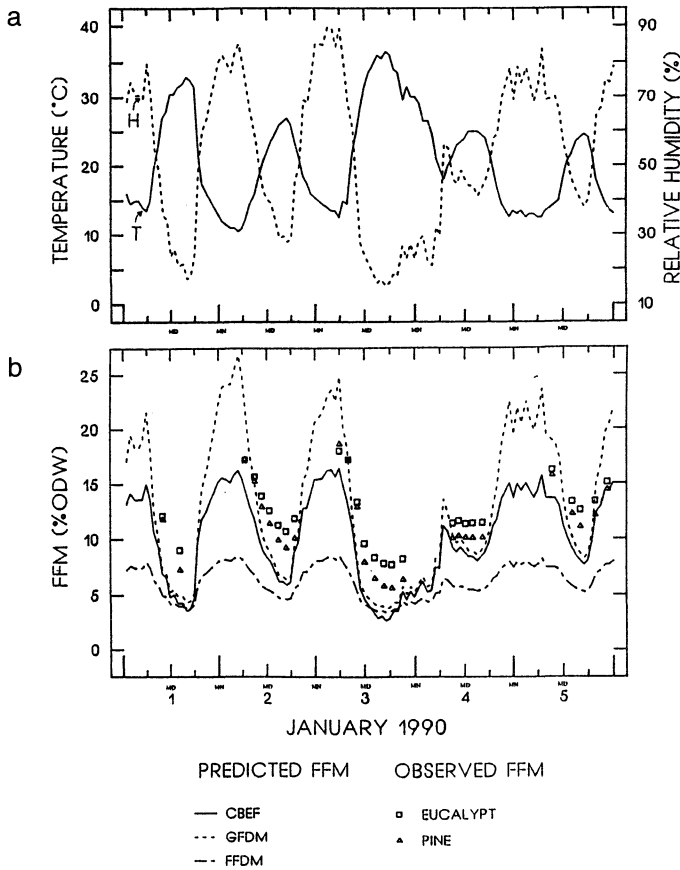 a
TEMPERATURE (°C)
40
30
20
10
0
H
T
90
70
50
30
10
RELATIVE HUMIDITY (%)
MD MN MD MN MD MN MD MN MD
b
FFM (%ODW)
25
20
15
10
5
0
MD MN MD MN MD MN MD MN MD
1 2 3 4 5
JANUARY 1990
PREDICTED FFM OBSERVED FFM
CBEF EUCALYPT
GFDM PINE
FFDM